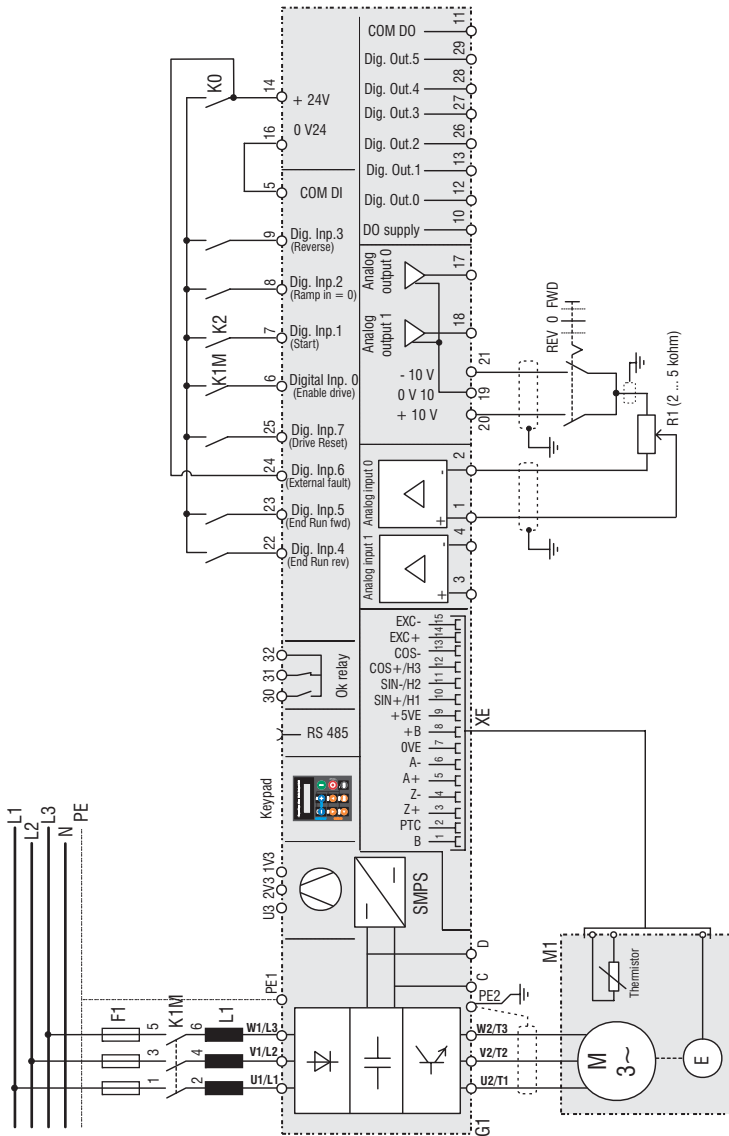 L1
L2
L3
N
PE
F1
1
3
5
K1M
2
4
6
L1
U1/L1
V1/L2
W1/L3
PE1
U3
2V3
1V3
SMPS
Keypad
RS 485
Ok relay
30
31
32
22
Dig. Inp.4
(End Run rev)
23
Dig. Inp.5
(End Run fwd)
24
Dig. Inp.6
(External fault)
25
Dig. Inp.7
(Drive Reset)
K1M
6
Digital Inp. 0
(Enable drive)
K2
7
Dig. Inp.1
(Start)
8
Dig. Inp.2
(Ramp in = 0)
9
Dig. Inp.3
(Reverse)
5
COM DI
16
0 V24
K0
14
+ 24V
COM DO
11
Dig. Out.5
29
Dig. Out.4
28
Dig. Out.3
27
Dig. Out.2
26
Dig. Out.1
13
Dig. Out.0
12
DO supply
10
Analog
output 0
17
Analog
output 1
18
- 10 V
21
0 V 10
19
+ 10 V
20
Analog input 0
-
+
2
1
Analog input 1
-
+
4
3
EXC-
15
EXC+
14
COS-
13
COS+/H3
12
SIN-/H2
11
SIN+/H1
10
+5VE
9
+B
8
0VE
7
A-
6
A+
5
Z-
4
Z+
3
PTC
2
B
1
XE
REV 0 FWD
R1 (2 ... 5 kohm)
D
C
PE2
U2/T1
V2/T2
W2/T3
G1
M1
M
3~
E
Thermistor